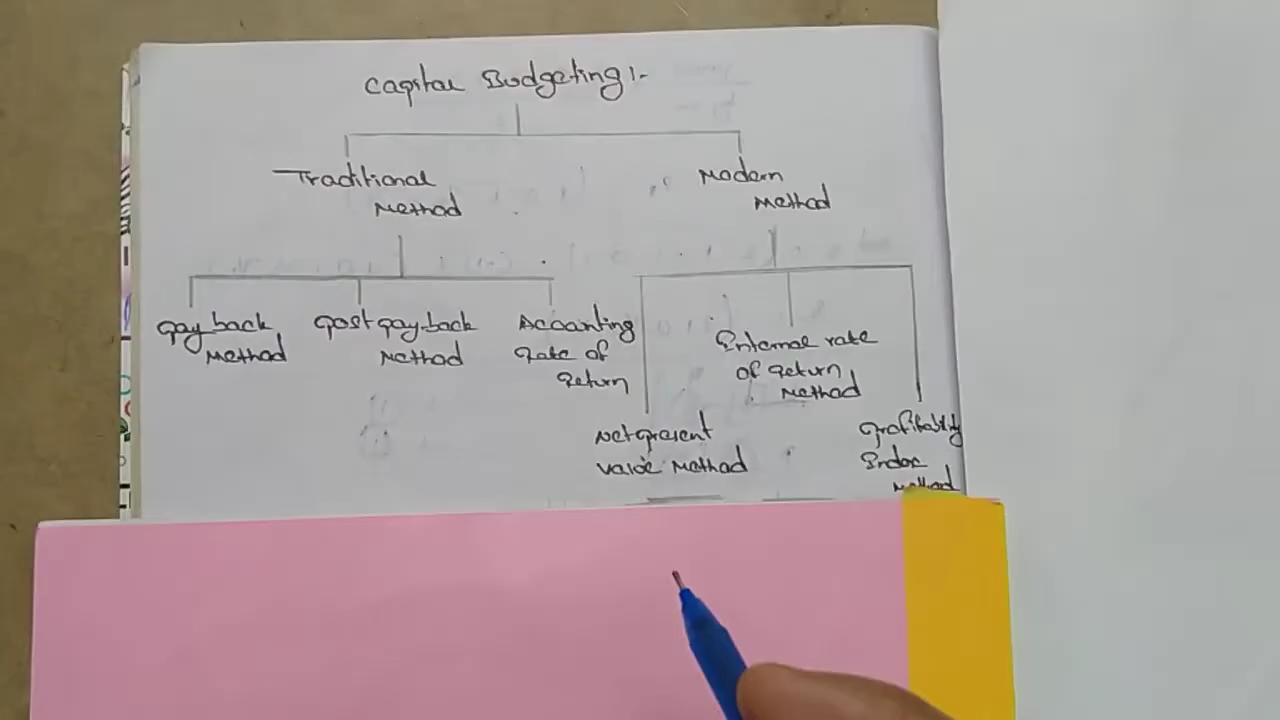 Capital Budgeting:-
Traditional
Method
Modern
Method
Pay back
Method
Post pay-back
Method
Accounting
Rate of
Return
Internal rate
of Return
Method
Net present
Value Method
Profitability
Index
Method